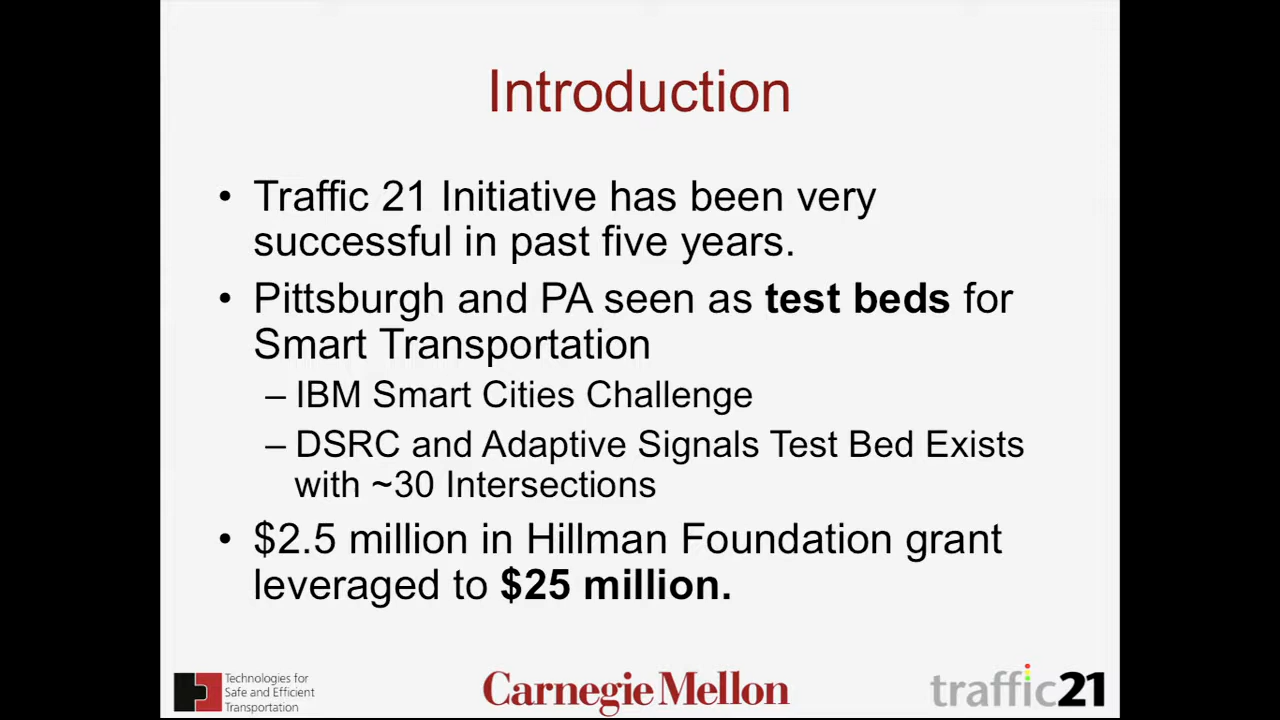 Introduction
• Traffic 21 Initiative has been very
successful in past five years.
• Pittsburgh and PA seen as test beds for
Smart Transportation
– IBM Smart Cities Challenge
– DSRC and Adaptive Signals Test Bed Exists
with ~30 Intersections
• $2.5 million in Hillman Foundation grant
leveraged to $25 million.
Technologies for
Safe and Efficient
Transportation
Carnegie Mellon
traffic21